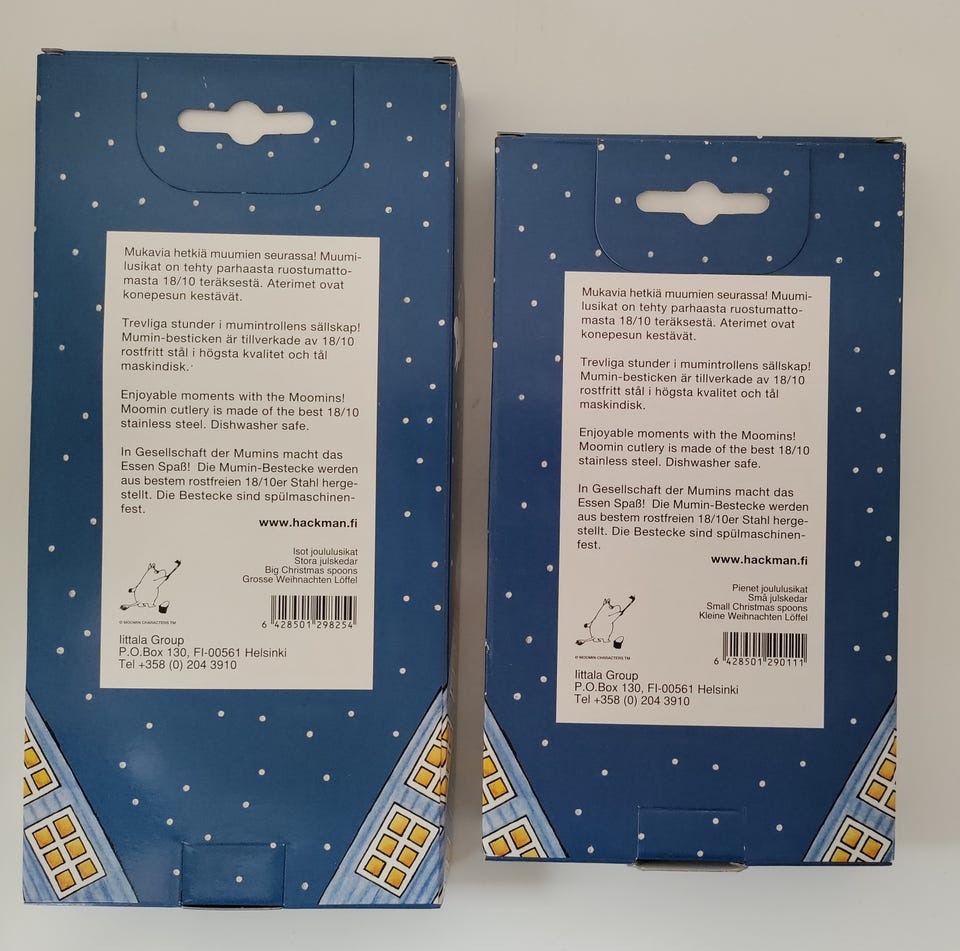 Mukavia hetkiä muumien seurassa! Muumi-
lusikat on tehty parhaasta ruostumatto-
masta 18/10 teräksestä. Aterimet ovat
konepesun kestävät.
Trevliga stunder i mumintrollens sällskap!
Mumin-besticken är tillverkade av 18/10
rostfritt stål i högsta kvalitet och tål
maskindisk.
Enjoyable moments with the Moomins!
Moomin cutlery is made of the best 18/10
stainless steel. Dishwasher safe.
In Gesellschaft der Mumins macht das
Essen Spaß! Die Mumin-Bestecke werden
aus bestem rostfreien 18/10er Stahl herge-
stellt. Die Bestecke sind spülmaschinen-
fest.
www.hackman.fi
Isot joululusikat
Stora julskedar
Big Christmas spoons
Grosse Weihnachten Löffel
© MOOMIN CHARACTERS TM
6 428501 298254
Iittala Group
P.O.Box 130, FI-00561 Helsinki
Tel +358 (0) 204 3910
Mukavia hetkiä muumien seurassa! Muumi-
lusikat on tehty parhaasta ruostumatto-
masta 18/10 teräksestä. Aterimet ovat
konepesun kestävät.
Trevliga stunder i mumintrollens sällskap!
Mumin-besticken är tillverkade av 18/10
rostfritt stål i högsta kvalitet och tål
maskindisk.
Enjoyable moments with the Moomins!
Moomin cutlery is made of the best 18/10
stainless steel. Dishwasher safe.
In Gesellschaft der Mumins macht das
Essen Spaß! Die Mumin-Bestecke werden
aus bestem rostfreien 18/10er Stahl herge-
stellt. Die Bestecke sind spülmaschinen-
fest.
www.hackman.fi
Pienet joululusikat
Små julskedar
Small Christmas spoons
Kleine Weihnachten Löffel
© MOOMIN CHARACTERS TM
6 428501 290111
Iittala Group
P.O.Box 130, FI-00561 Helsinki
Tel +358 (0) 204 3910